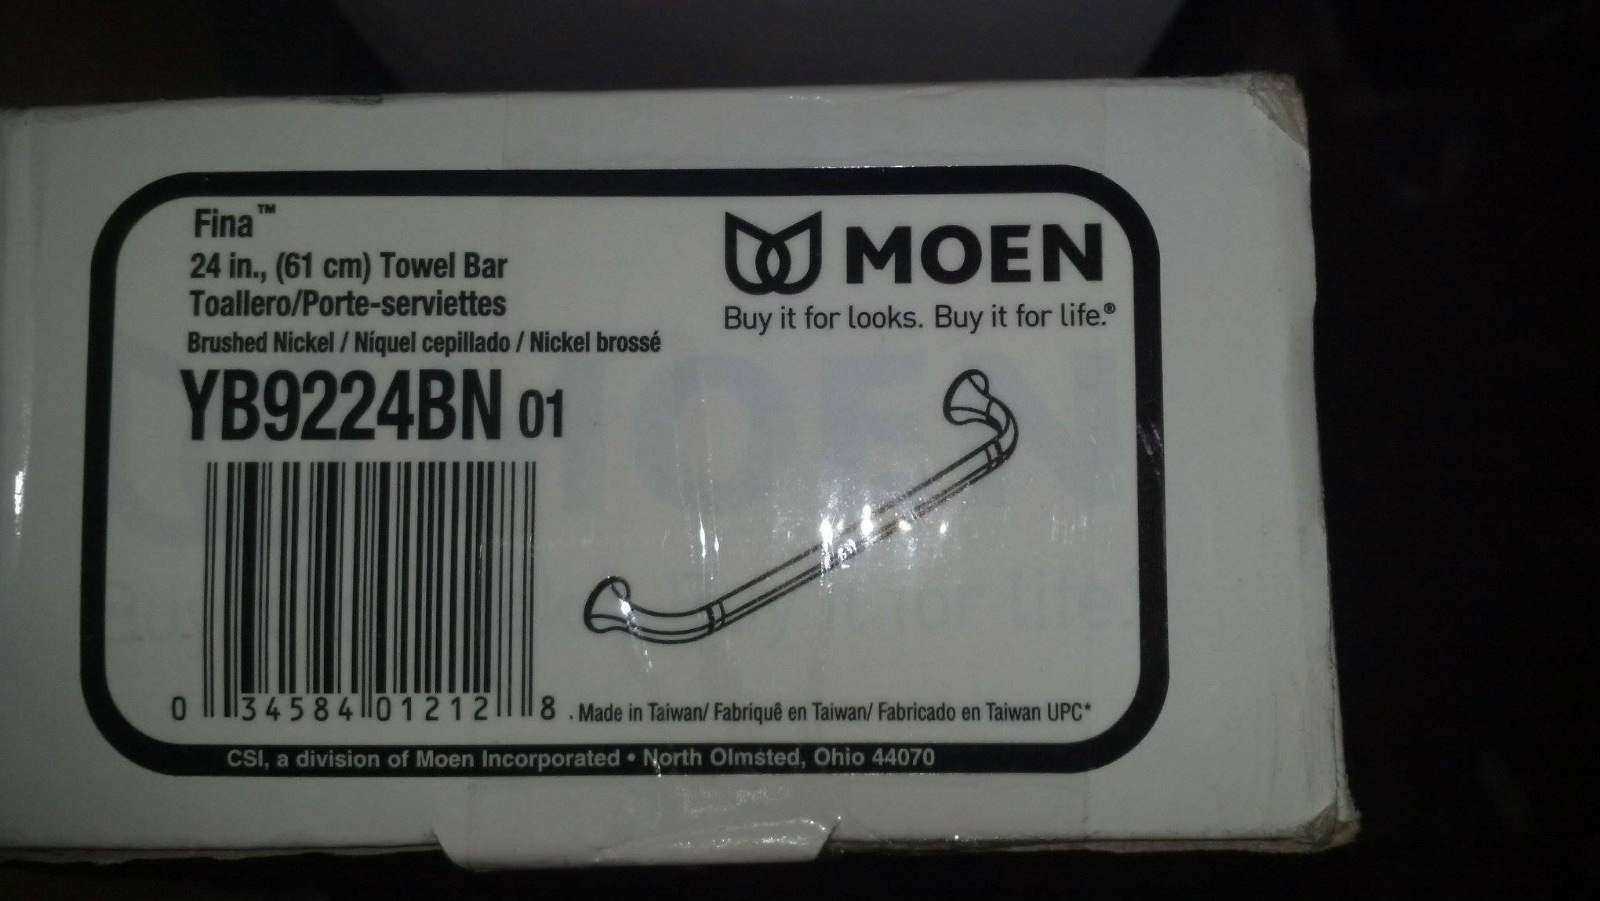 Fina™
24 in., (61 cm) Towel Bar
Toallero/Porte-serviettes
Brushed Nickel / Níquel cepillado / Nickel brossé
YB9224BN 01
MOEN
Buy it for looks. Buy it for life.®
0 34584 01212 8
. Made in Taiwan/ Fabriquê en Taiwan/ Fabricado en Taiwan UPC*
CSI, a division of Moen Incorporated • North Olmsted, Ohio 44070